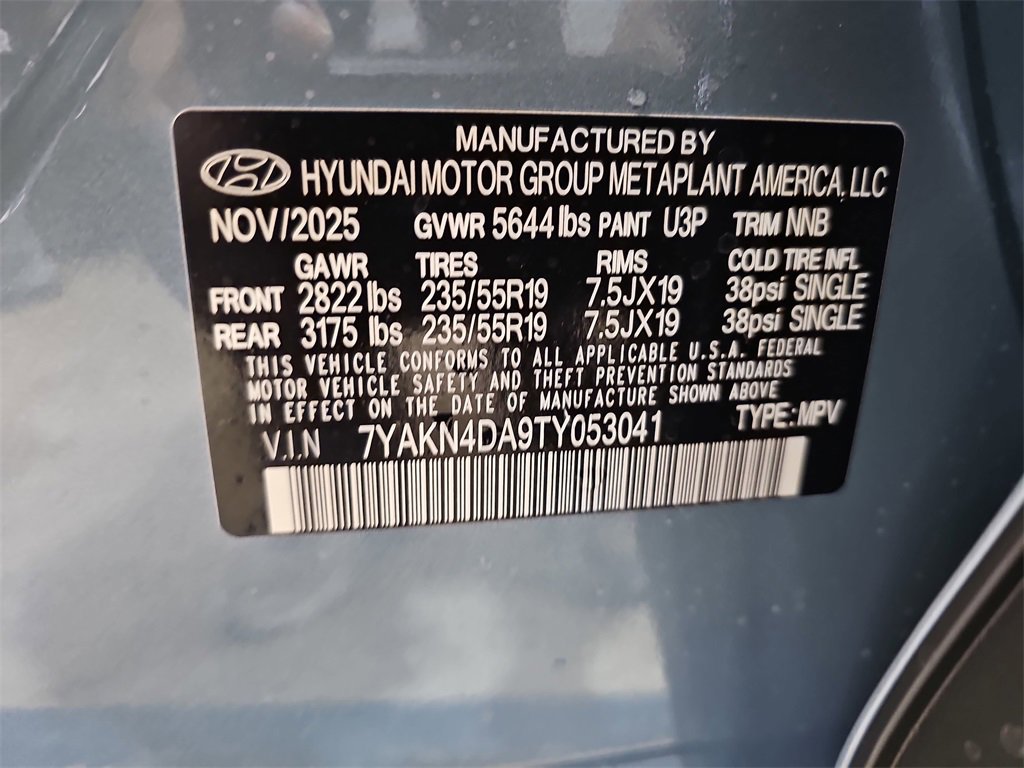 MANUFACTURED BY
HYUNDAI MOTOR GROUP METAPLANT AMERICA, LLC
NOV/2025 GVWR 5644 lbs PAINT U3P TRIM NNB
GAWR TIRES RIMS COLD TIRE INFL
FRONT 2822 lbs 235/55R19 7.5JX19 38psi SINGLE
REAR 3175 lbs 235/55R19 7.5JX19 38psi SINGLE
THIS VEHICLE CONFORMS TO ALL APPLICABLE U.S.A. FEDERAL
MOTOR VEHICLE SAFETY AND THEFT PREVENTION STANDARDS
IN EFFECT ON THE DATE OF MANUFACTURE SHOWN ABOVE
V.I.N 7YAKN4DA9TY053041 TYPE: MPV